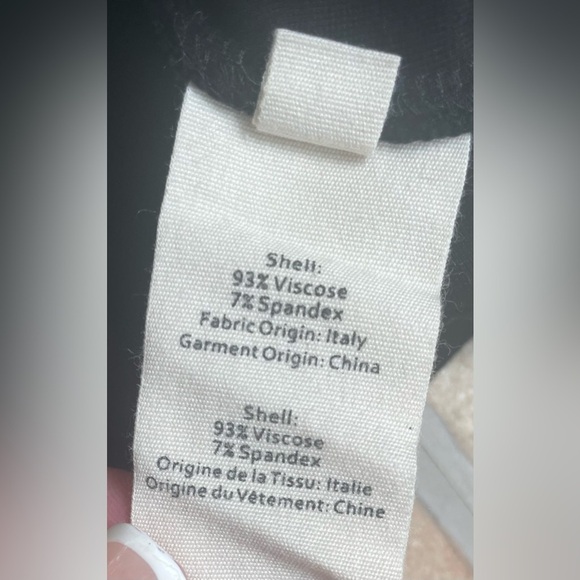 Shell:
93% Viscose
7% Spandex
Fabric Origin: Italy
Garment Origin: China
Shell:
93% Viscose
7% Spandex
Origine de la Tissu: Italie
Origine du Vêtement: Chine